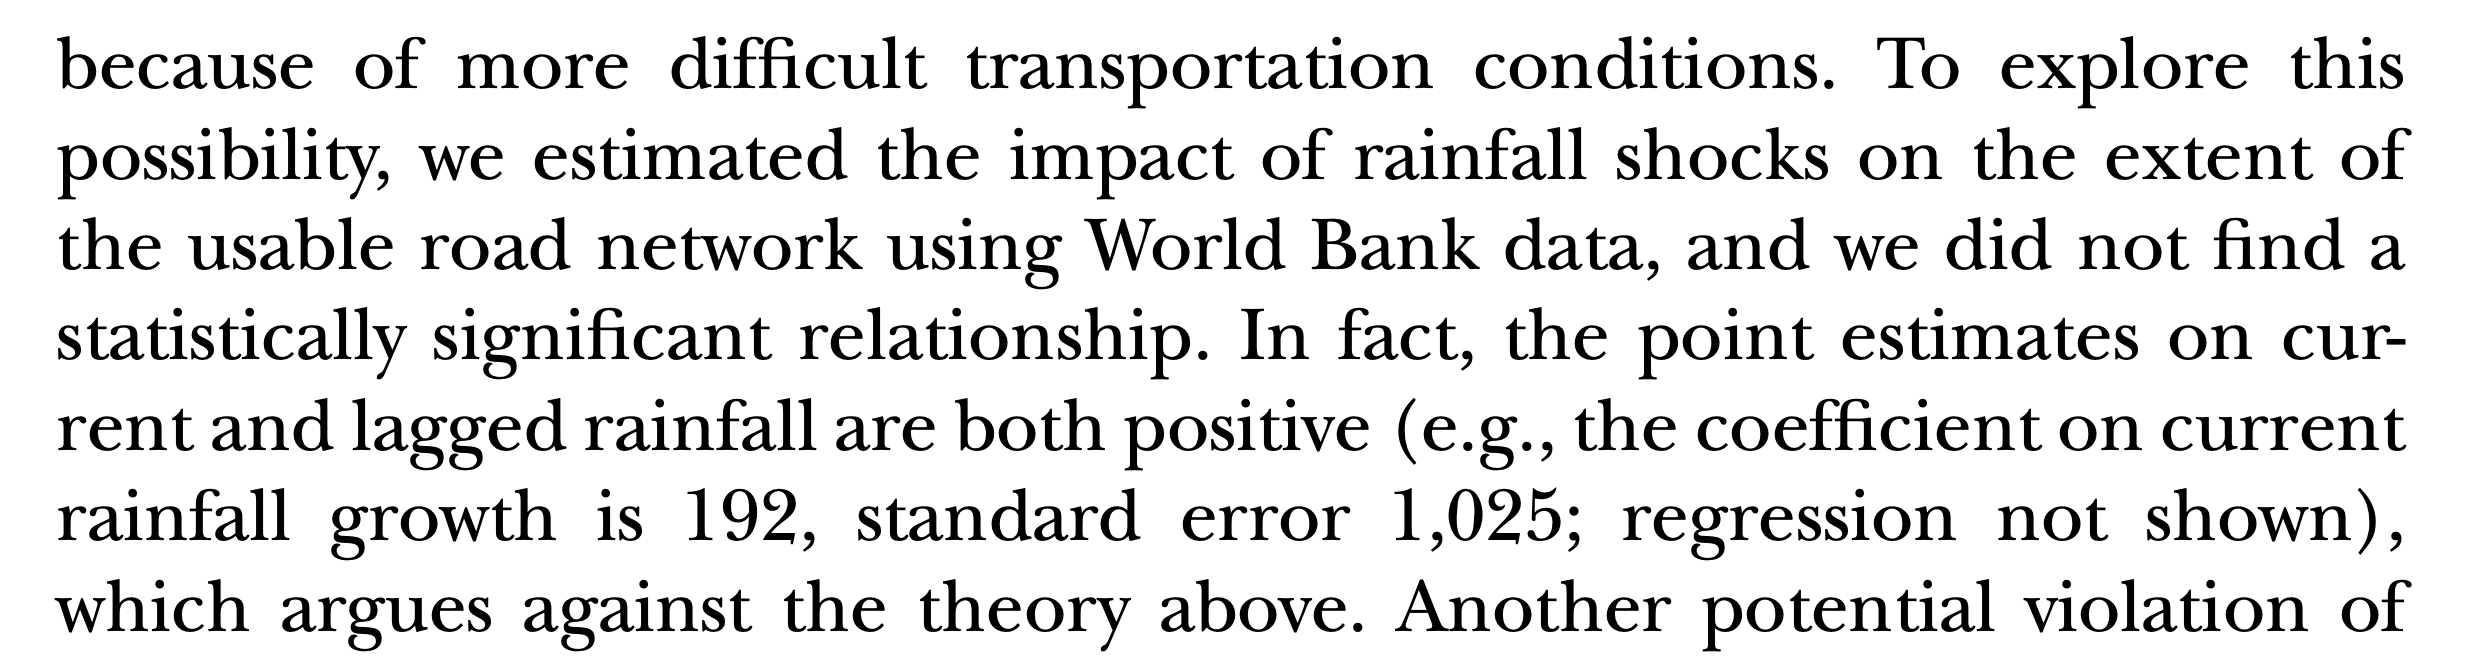 because of more difficult transportation conditions. To explore this
possibility, we estimated the impact of rainfall shocks on the extent of
the usable road network using World Bank data, and we did not find a
statistically significant relationship. In fact, the point estimates on cur-
rent and lagged rainfall are both positive (e.g., the coefficient on current
rainfall growth is 192, standard error 1,025; regression not shown),
which argues against the theory above. Another potential violation of